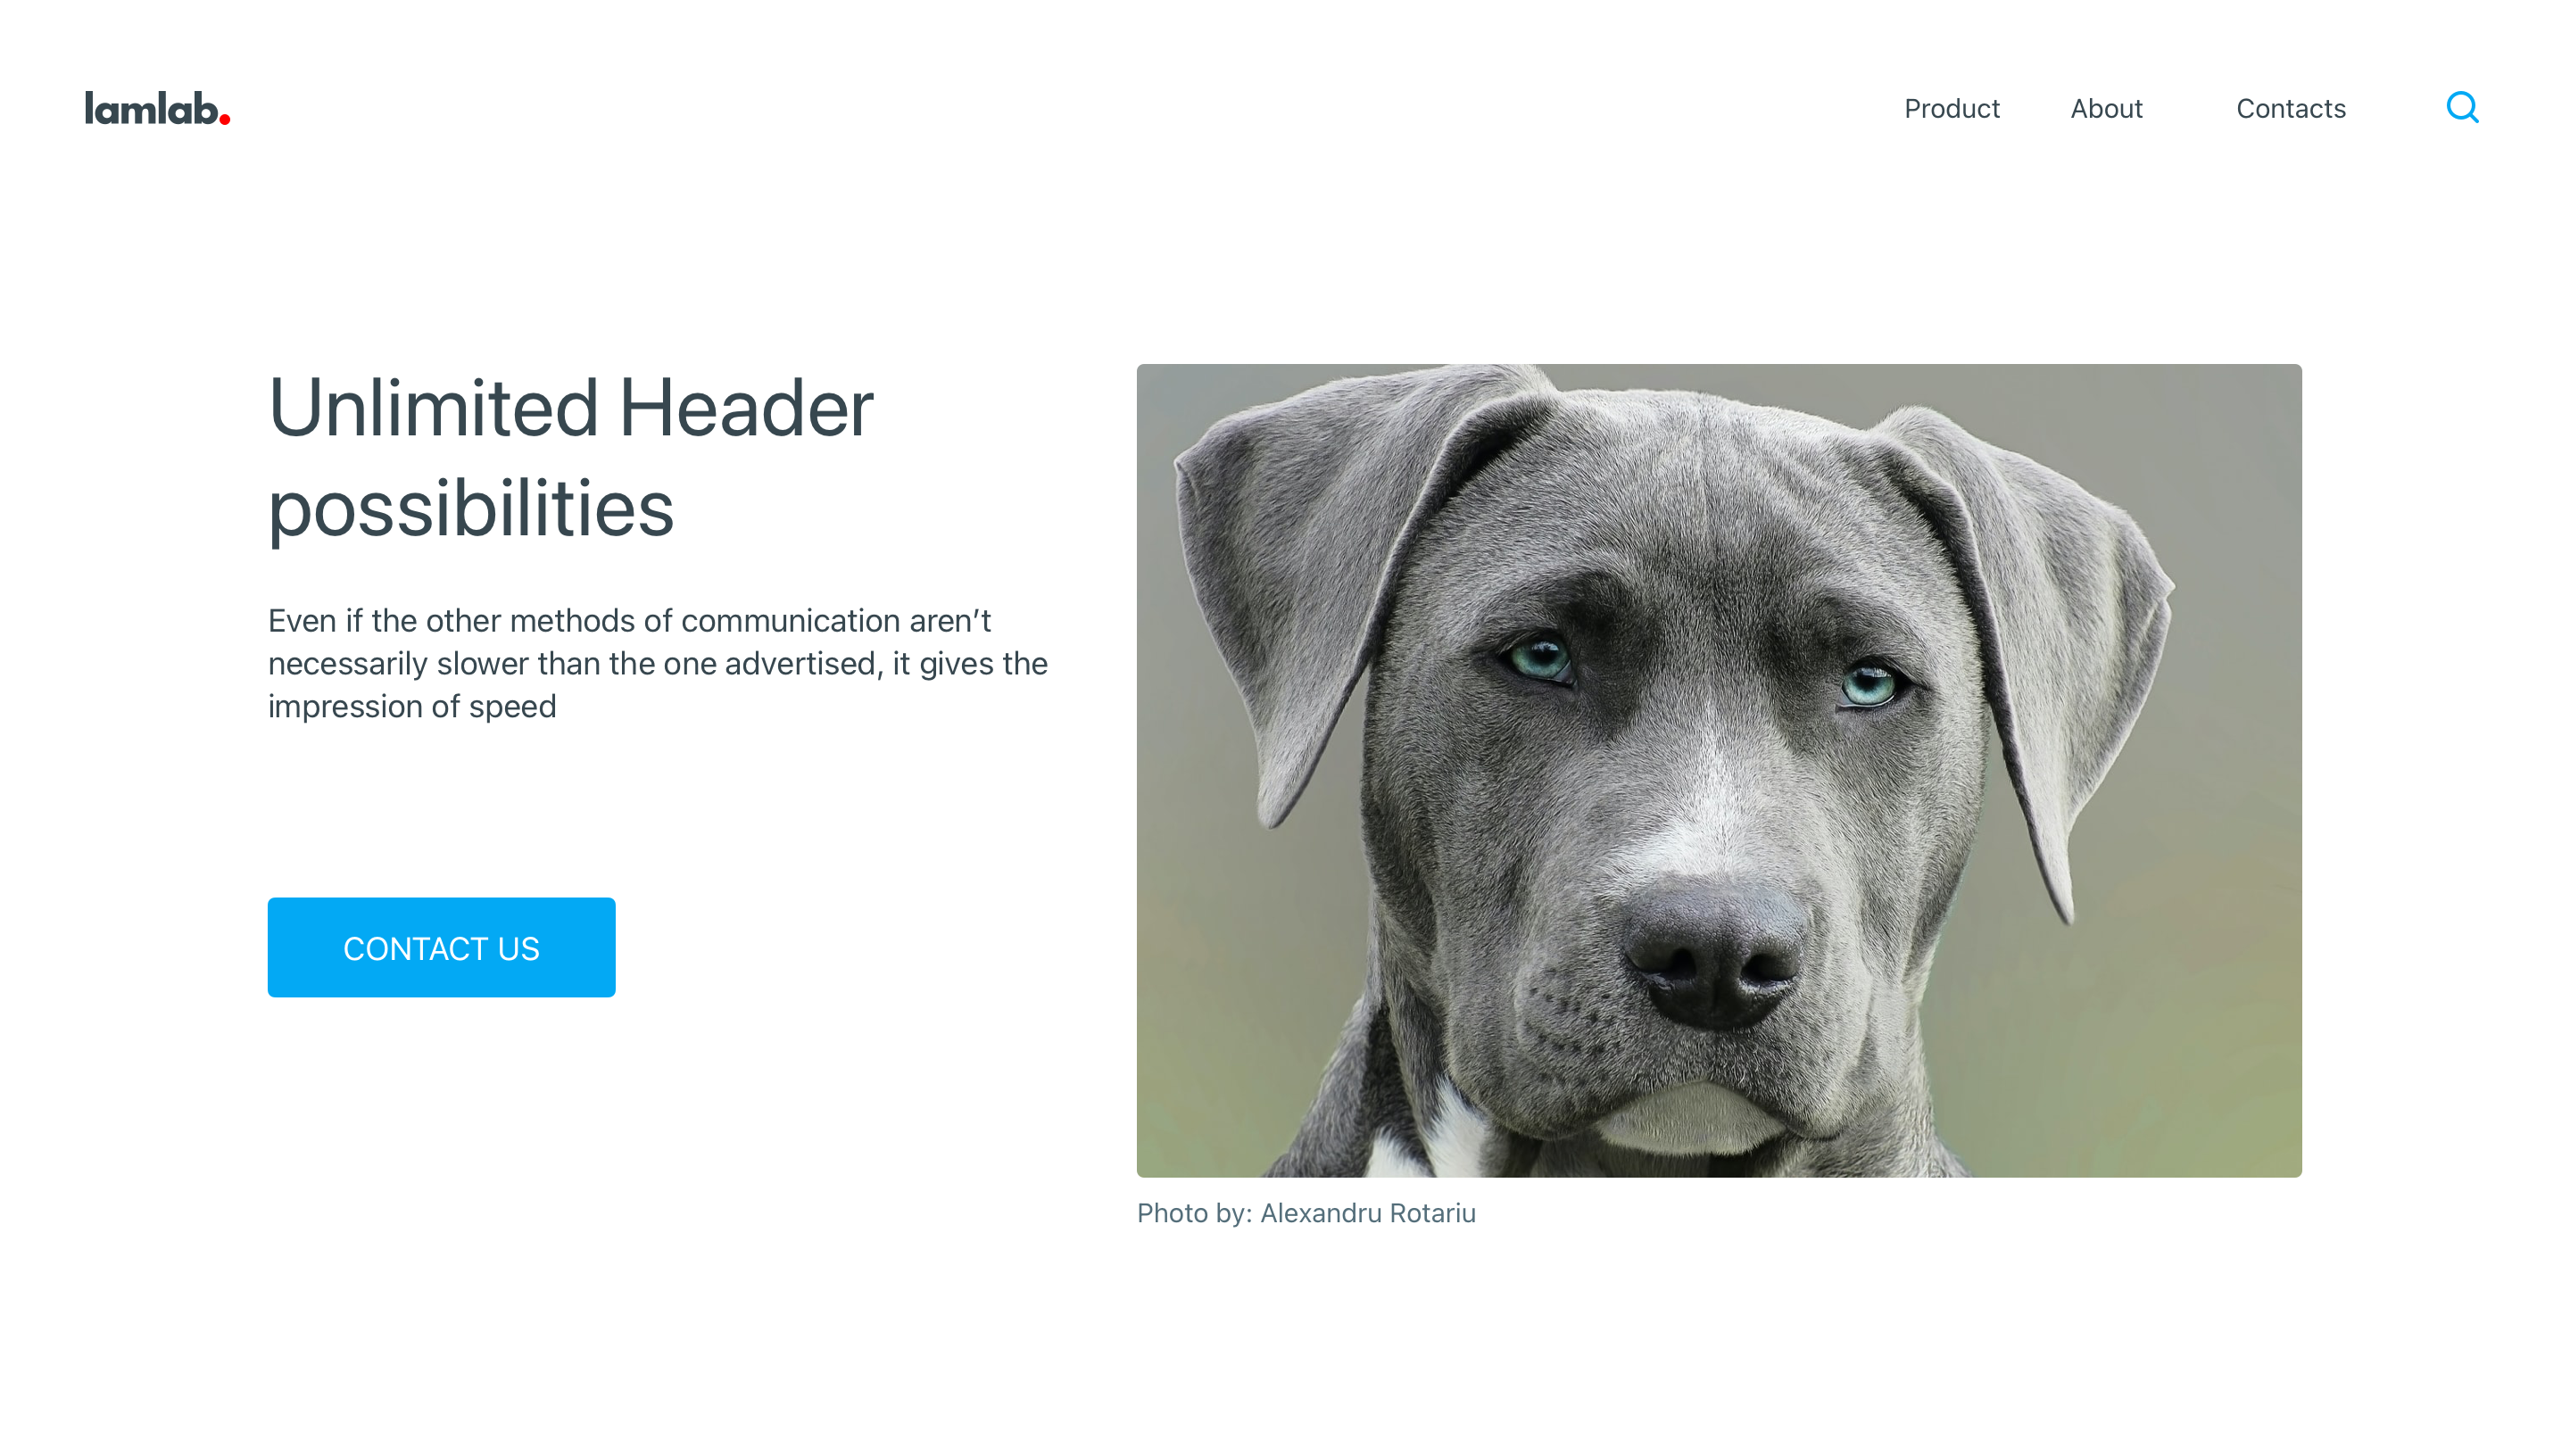 lamlab.
Product
About
Contacts
Unlimited Header
possibilities
Even if the other methods of communication aren’t
necessarily slower than the one advertised, it gives the
impression of speed
CONTACT US
Photo by: Alexandru Rotariu